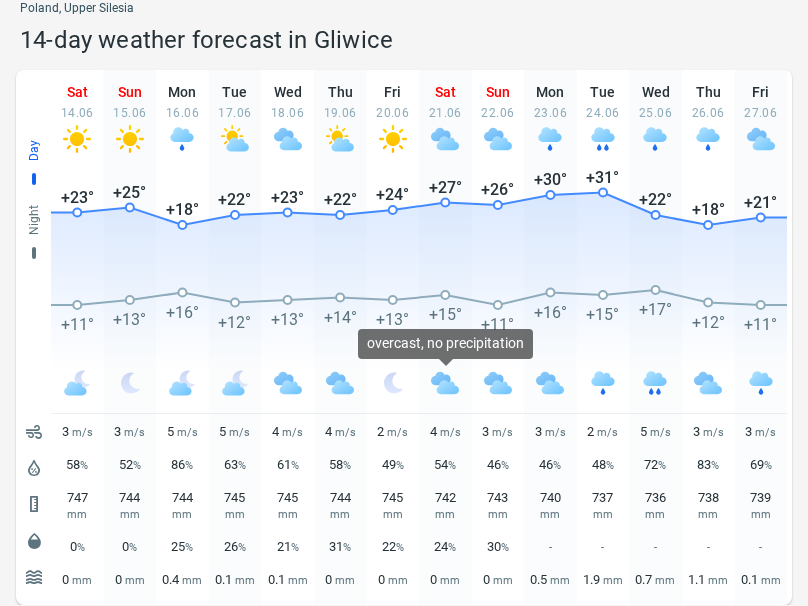 Poland, Upper Silesia
14-day weather forecast in Gliwice
Sat Sun Mon Tue Wed Thu Fri Sat Sun Mon Tue Wed Thu Fri
14.06 15.06 16.06 17.06 18.06 19.06 20.06 21.06 22.06 23.06 24.06 25.06 26.06 27.06
Day
+23° +25° +18° +22° +23° +22° +24° +27° +26° +30° +31° +22° +18° +21°
Night
+11° +13° +16° +12° +13° +14° +13° +15° +11° +16° +15° +17° +12° +11°
overcast, no precipitation
3 m/s 3 m/s 5 m/s 5 m/s 4 m/s 4 m/s 2 m/s 4 m/s 3 m/s 3 m/s 2 m/s 5 m/s 3 m/s 3 m/s
58% 52% 86% 63% 61% 58% 49% 54% 46% 46% 48% 72% 83% 69%
747 744 744 745 745 744 745 742 743 740 737 736 738 739
mm mm mm mm mm mm mm mm mm mm mm mm mm mm
0% 0% 25% 26% 21% 31% 22% 24% 30% - - - - -
0 mm 0 mm 0.4 mm 0.1 mm 0.1 mm 0 mm 0 mm 0 mm 0 mm 0.5 mm 1.9 mm 0.7 mm 1.1 mm 0.1 mm